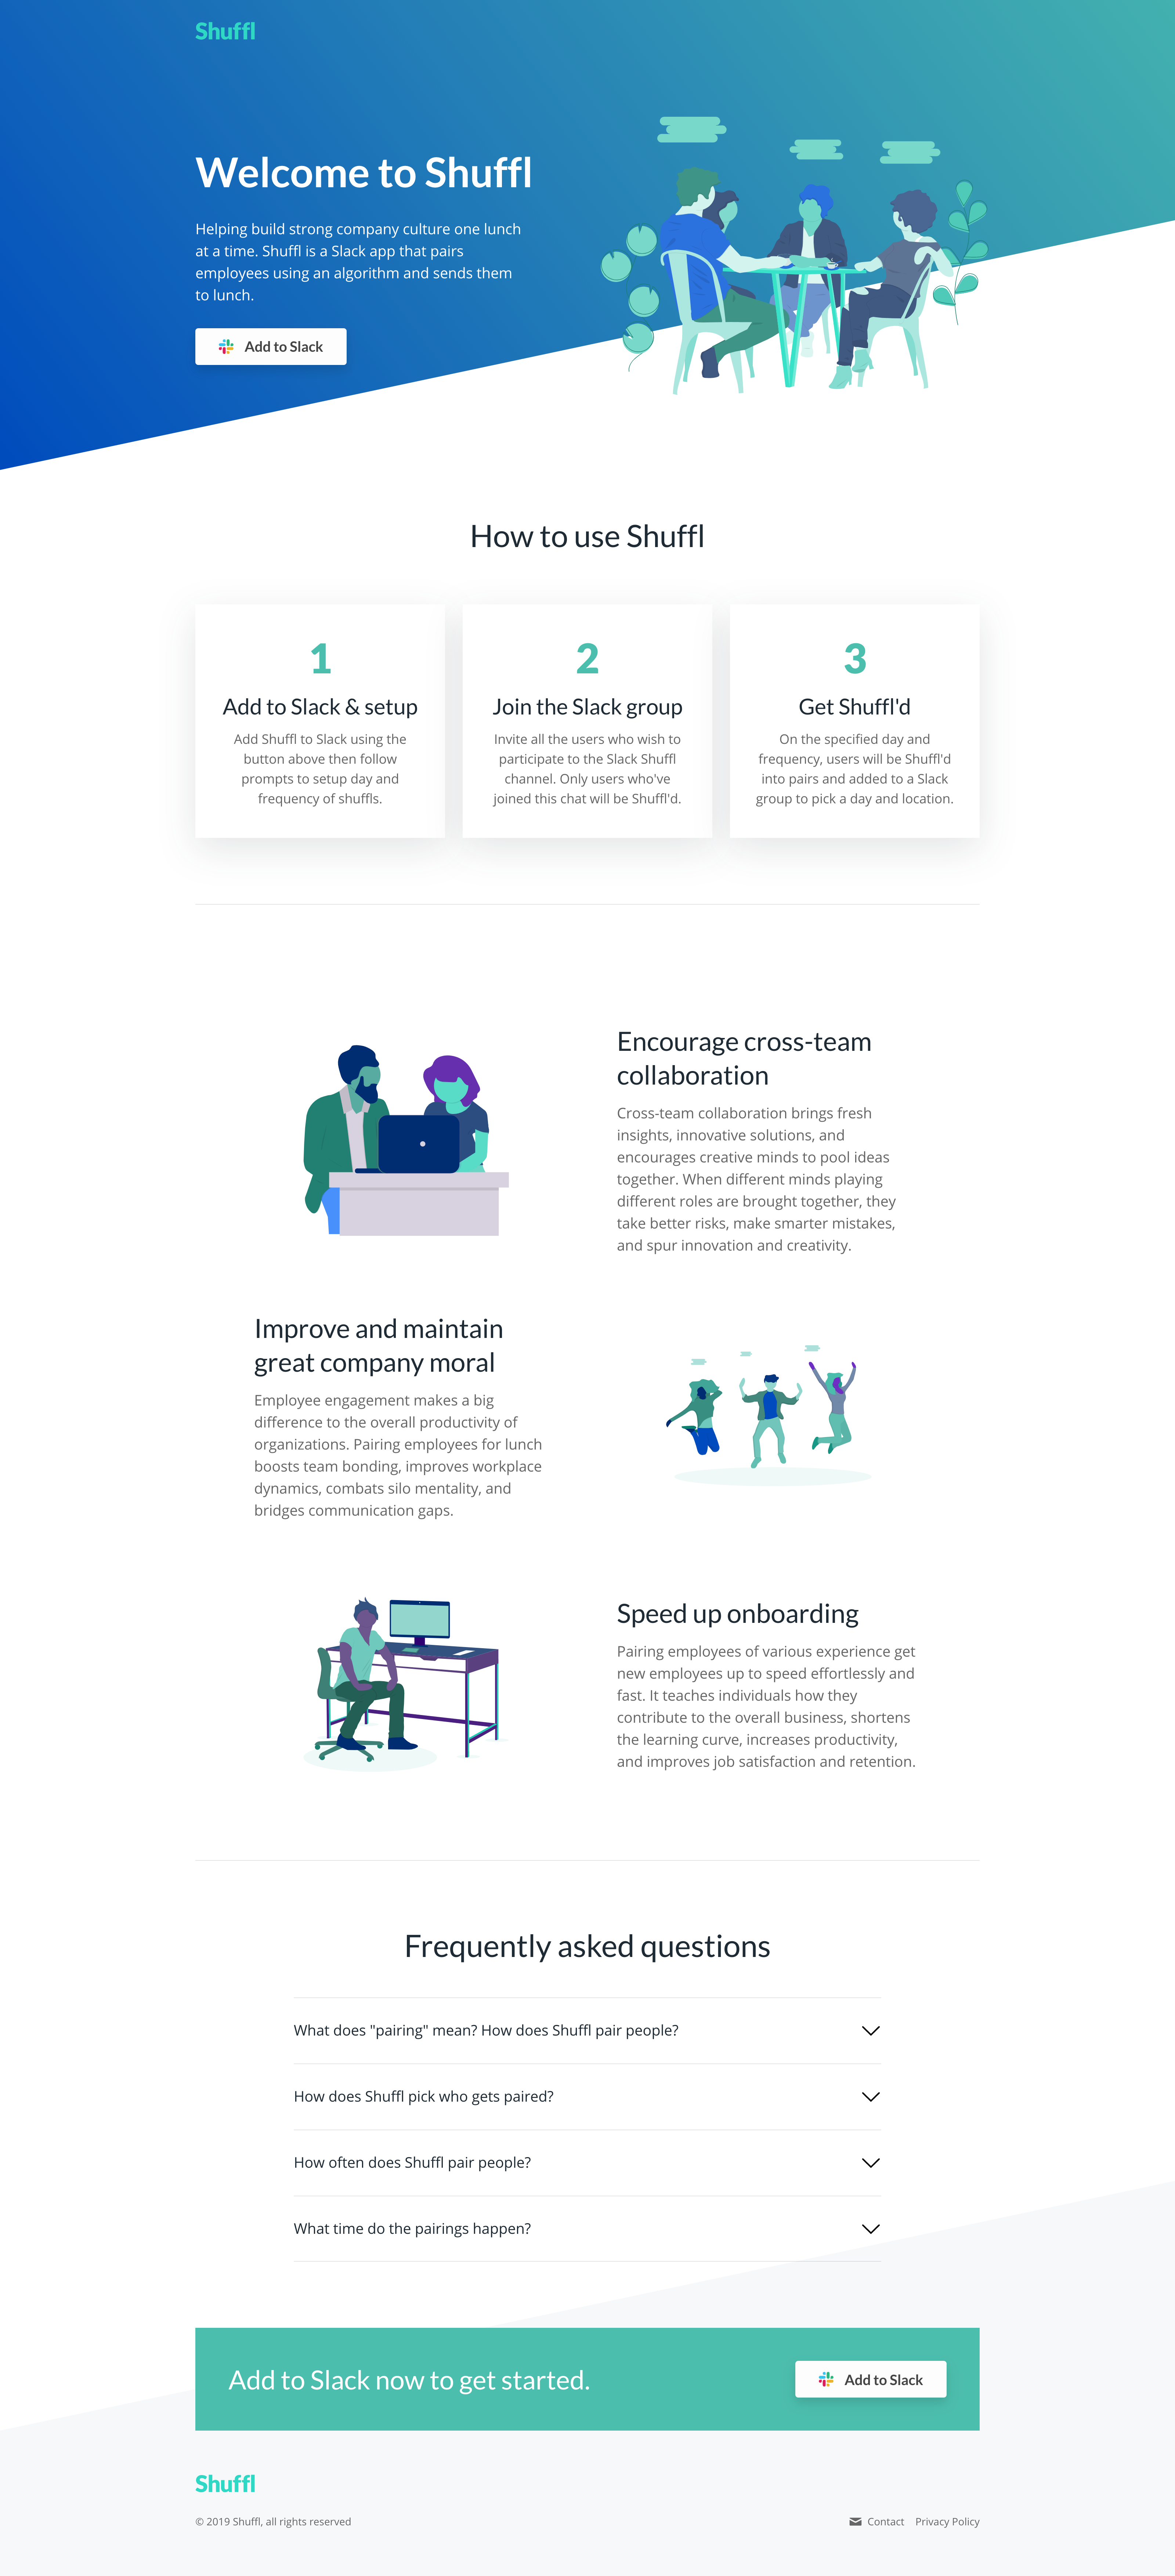 Shuffl
Welcome to Shuffl
Helping build strong company culture one lunch
at a time. Shuffl is a Slack app that pairs
employees using an algorithm and sends them
to lunch.
Add to Slack
How to use Shuffl
1
Add to Slack & setup
Add Shuffl to Slack using the
button above then follow
prompts to setup day and
frequency of shuffls.
2
Join the Slack group
Invite all the users who wish to
participate to the Slack Shuffl
channel. Only users who've
joined this chat will be Shuffl'd.
3
Get Shuffl'd
On the specified day and
frequency, users will be Shuffl'd
into pairs and added to a Slack
group to pick a day and location.
Encourage cross-team
collaboration
Cross-team collaboration brings fresh
insights, innovative solutions, and
encourages creative minds to pool ideas
together. When different minds playing
different roles are brought together, they
take better risks, make smarter mistakes,
and spur innovation and creativity.
Improve and maintain
great company moral
Employee engagement makes a big
difference to the overall productivity of
organizations. Pairing employees for lunch
boosts team bonding, improves workplace
dynamics, combats silo mentality, and
bridges communication gaps.
Speed up onboarding
Pairing employees of various experience get
new employees up to speed effortlessly and
fast. It teaches individuals how they
contribute to the overall business, shortens
the learning curve, increases productivity,
and improves job satisfaction and retention.
Frequently asked questions
What does "pairing" mean? How does Shuffl pair people?
How does Shuffl pick who gets paired?
How often does Shuffl pair people?
What time do the pairings happen?
Add to Slack now to get started.
Add to Slack
Shuffl
© 2019 Shuffl, all rights reserved
Contact
Privacy Policy